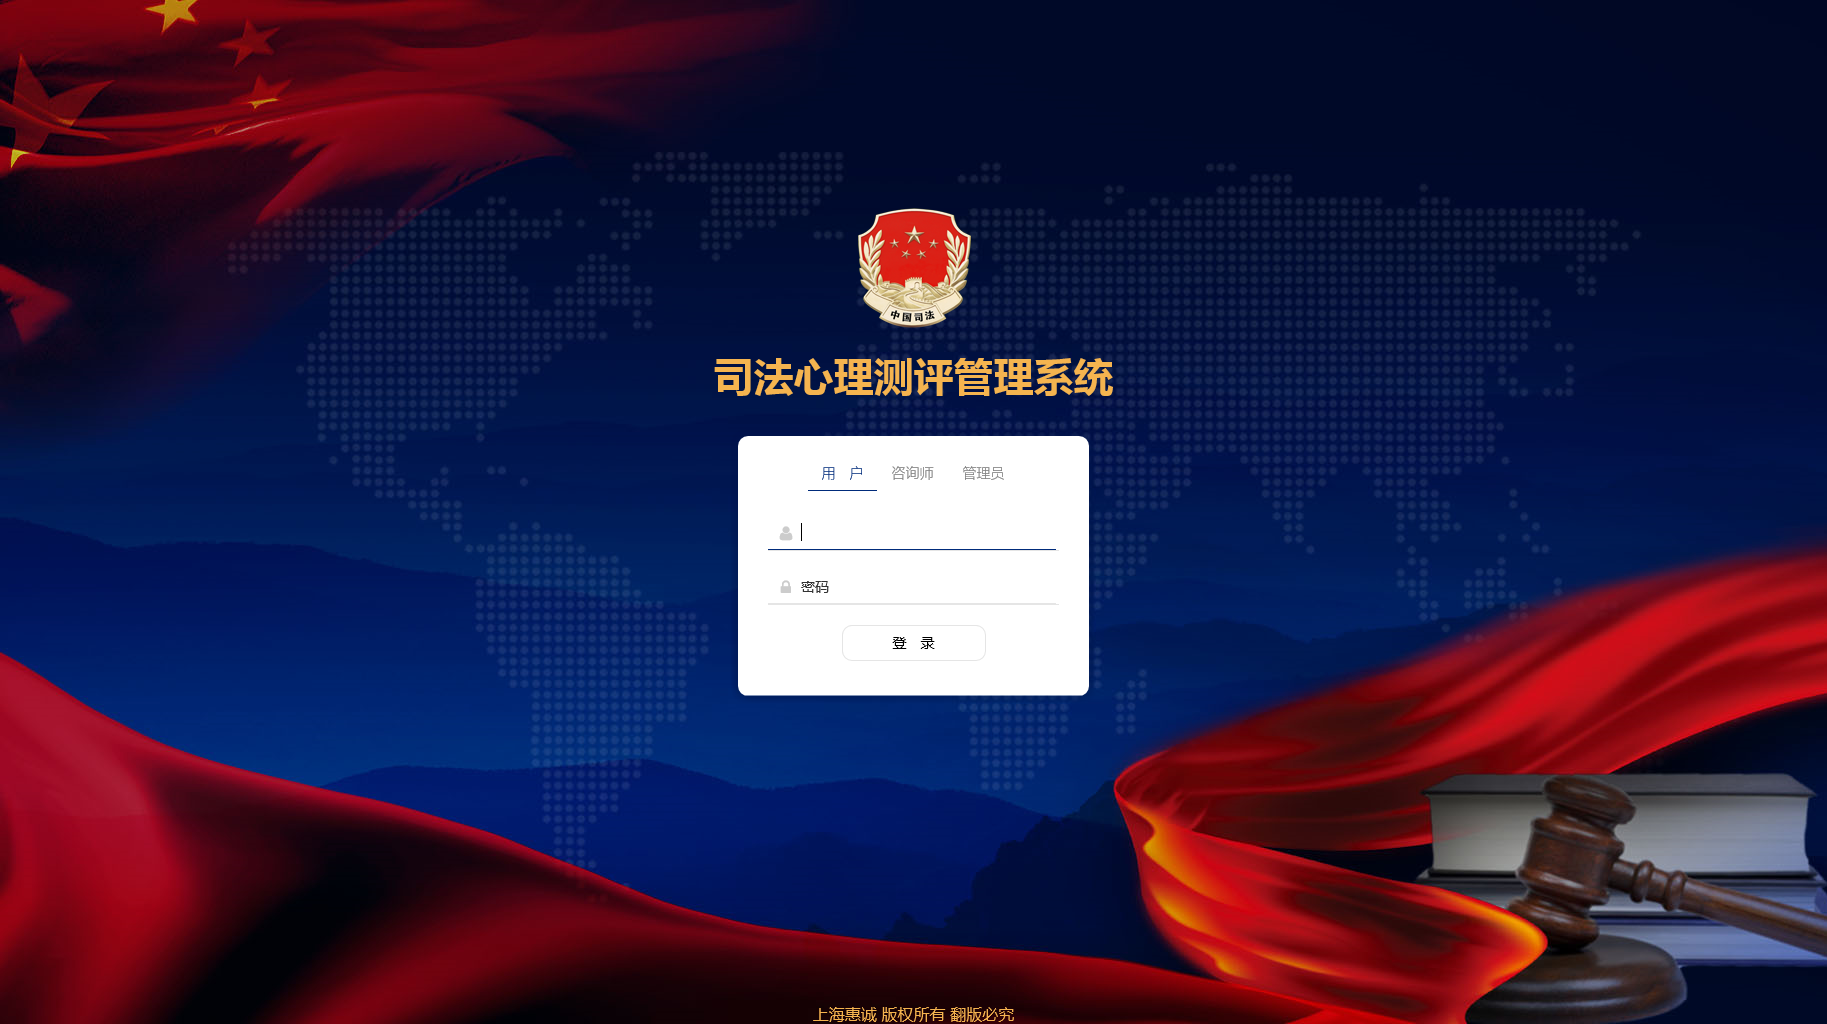 中国司法
司法心理测评管理系统
用 户 咨询师 管理员
密码
登 录
上海惠诚 版权所有 翻版必究